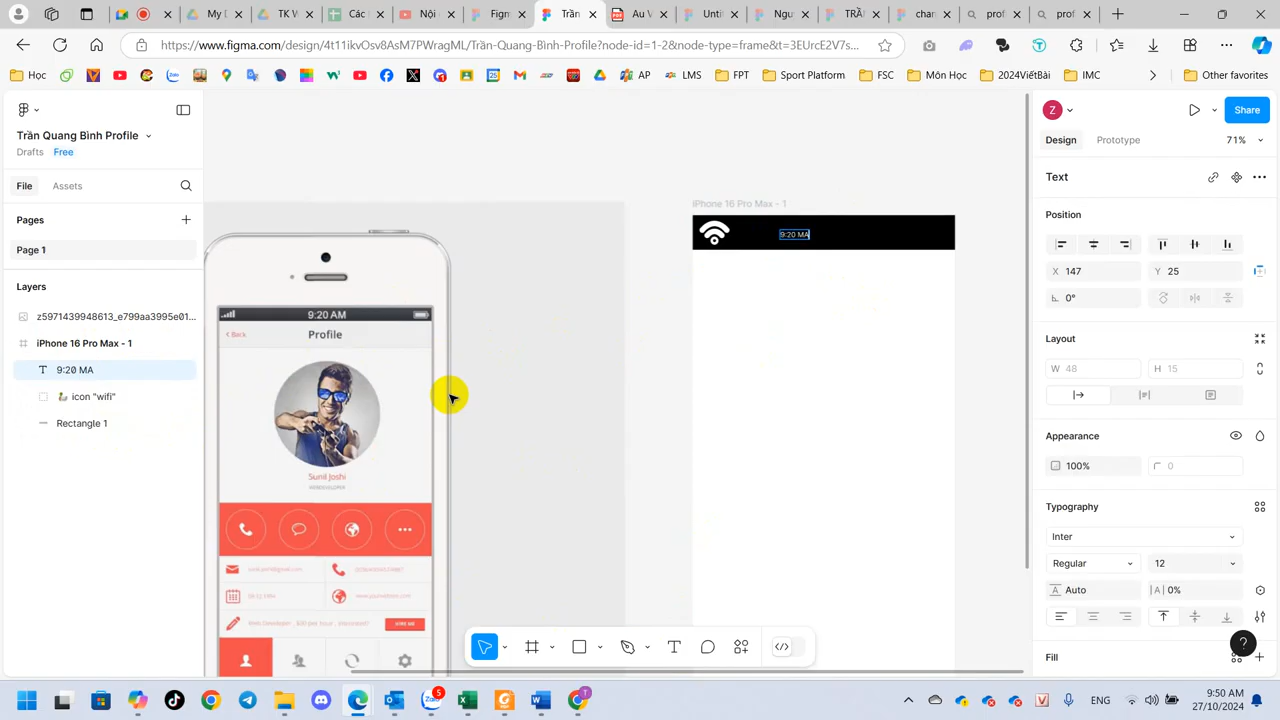 My D
TK V
Các
Nội
Figr
Trần
Au V
Unti
Ngu
TRẦ
chan
prof
prof
https://www.figma.com/design/4t11ikvOsv8AsM7PWragML/Trần-Quang-Bình-Profile?node-id=1-2&node-type=frame&t=3EUrcE2V7s...
Học
AP
LMS
FPT
Sport Platform
FSC
Môn Học
2024ViếtBài
IMC
Other favorites
Trần Quang Bình Profile
Drafts Free
File Assets
Pages
Page 1
Layers
z5971439948613_e799aa3995e01...
iPhone 16 Pro Max - 1
9:20 MA
icon "wifi"
Rectangle 1
9:20 AM
Back
Profile
Sunil Joshi
HIRE ME
iPhone 16 Pro Max - 1
9:20 MA
Z
Share
Design Prototype 71%
Text
Position
X 147 Y 25
0°
Layout
W 48 H 15
Appearance
100% 0
Typography
Inter
Regular 12
Auto 0%
Fill
?
5
T
ENG
9:50 AM
27/10/2024